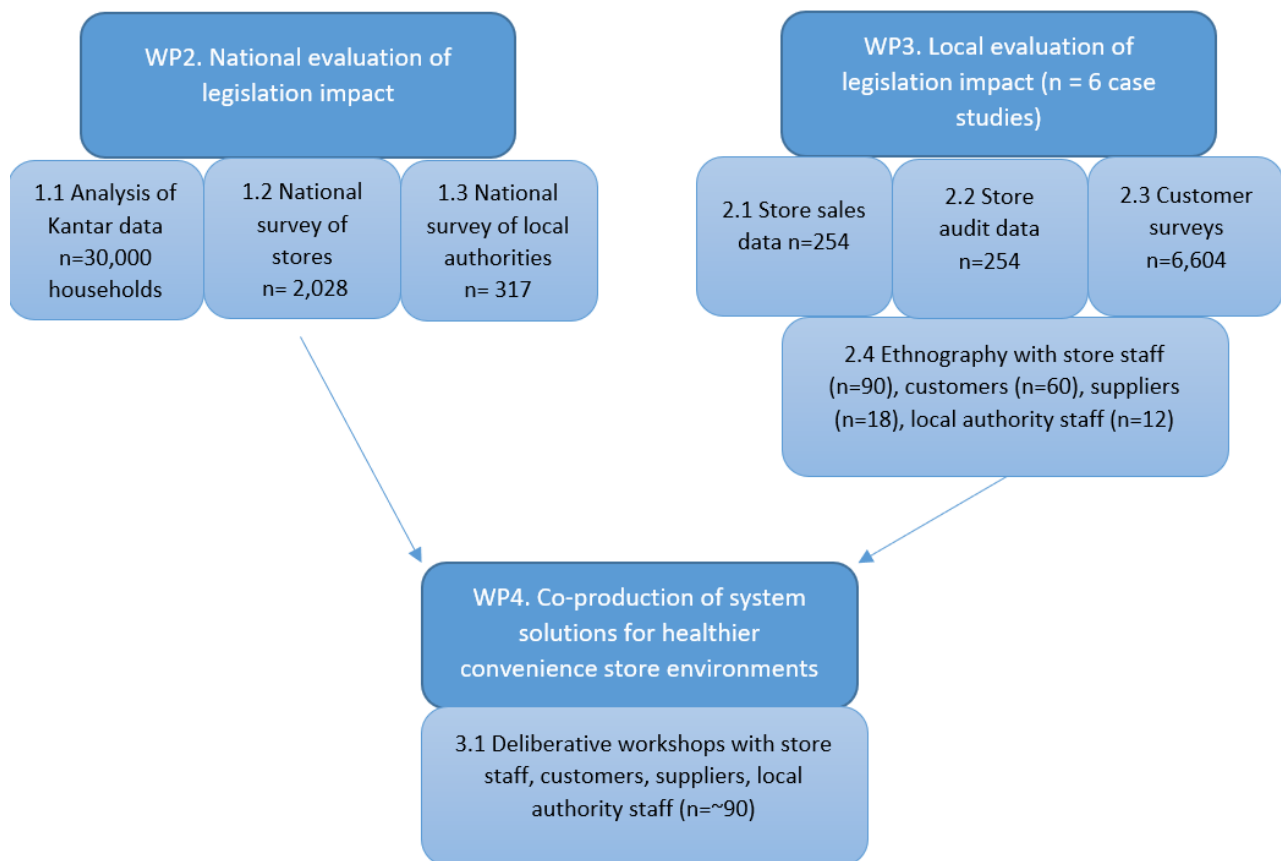 WP2. National evaluation of
legislation impact
1.1 Analysis of
Kantar data
n=30,000
households
1.2 National
survey of
stores
n= 2,028
1.3 National
survey of local
authorities
n= 317
WP3. Local evaluation of
legislation impact (n = 6 case
studies)
2.1 Store sales
data n=254
2.2 Store
audit data
n=254
2.3 Customer
surveys
n=6,604
2.4 Ethnography with store staff
(n=90), customers (n=60), suppliers
(n=18), local authority staff (n=12)
WP4. Co-production of system
solutions for healthier
convenience store environments
3.1 Deliberative workshops with store
staff, customers, suppliers, local
authority staff (n=~90)